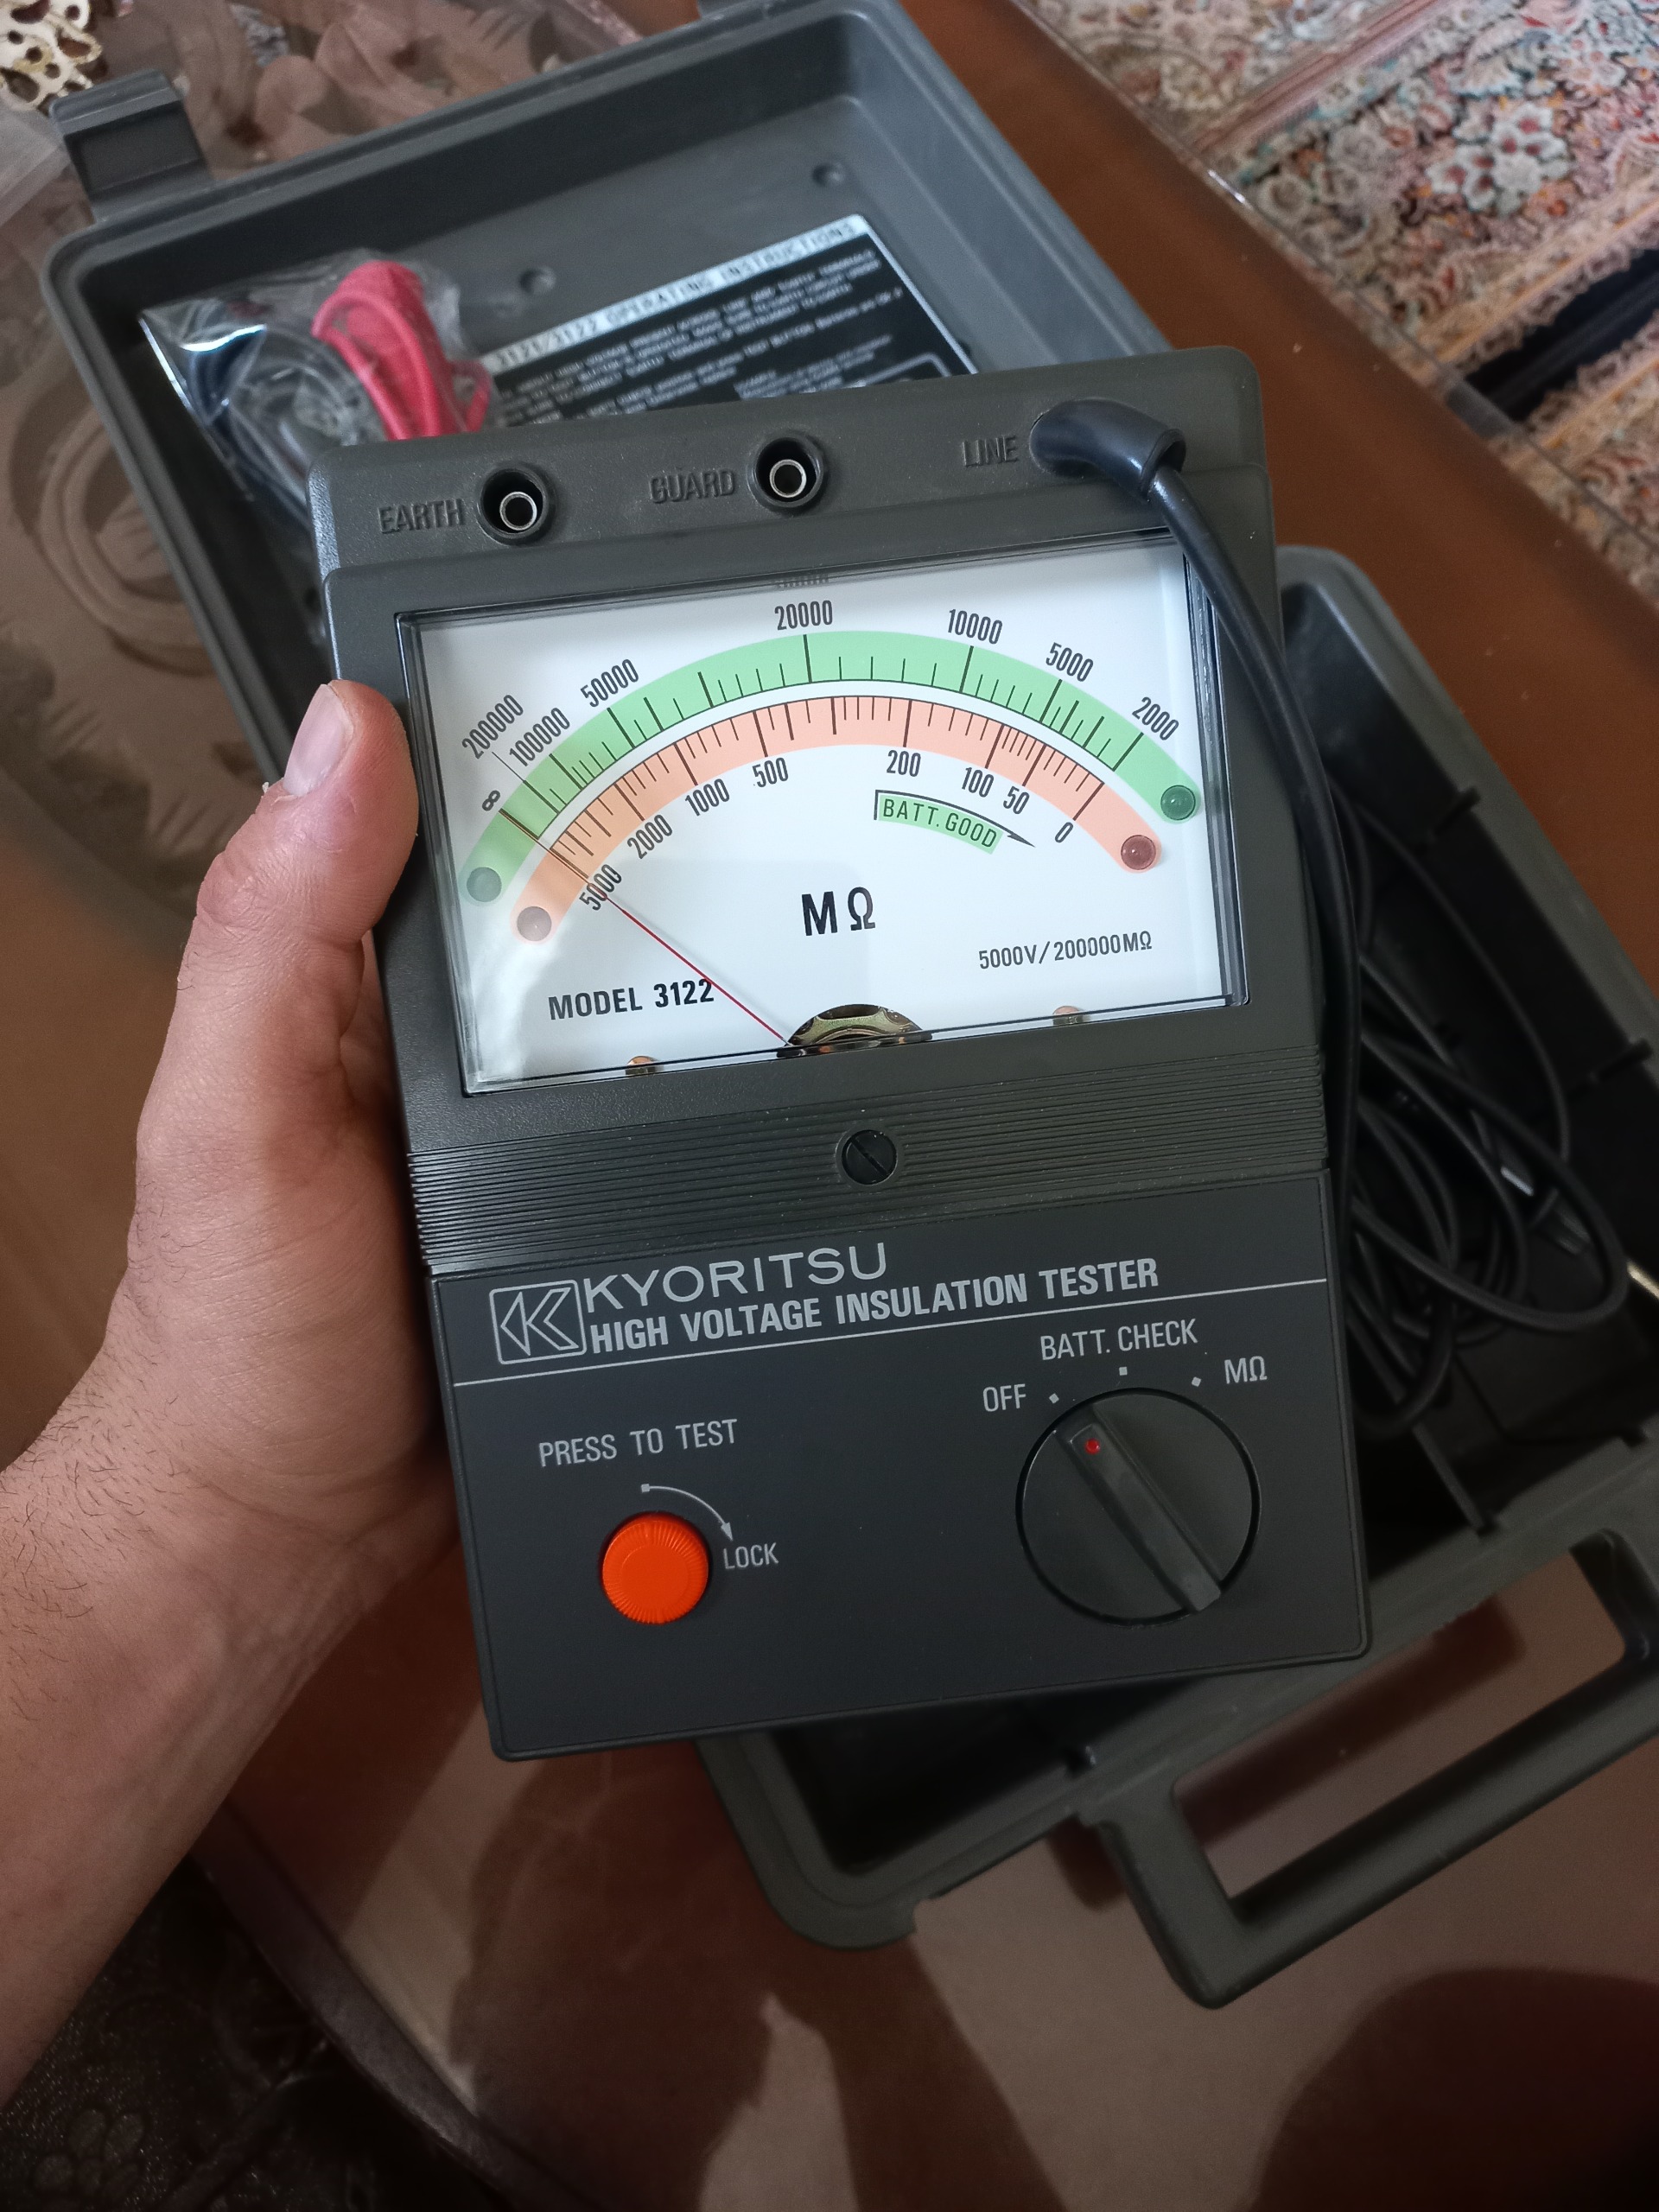 3121/3122 OPERATING INSTRUCTIONS
EARTH
GUARD
LINE
∞
200000
100000
50000
20000
10000
5000
2000
5000
2000
1000
500
200
100
50
0
BATT. GOOD
MΩ
5000V/200000MΩ
MODEL 3122
KYORITSU
HIGH VOLTAGE INSULATION TESTER
BATT. CHECK
OFF
MΩ
PRESS TO TEST
LOCK